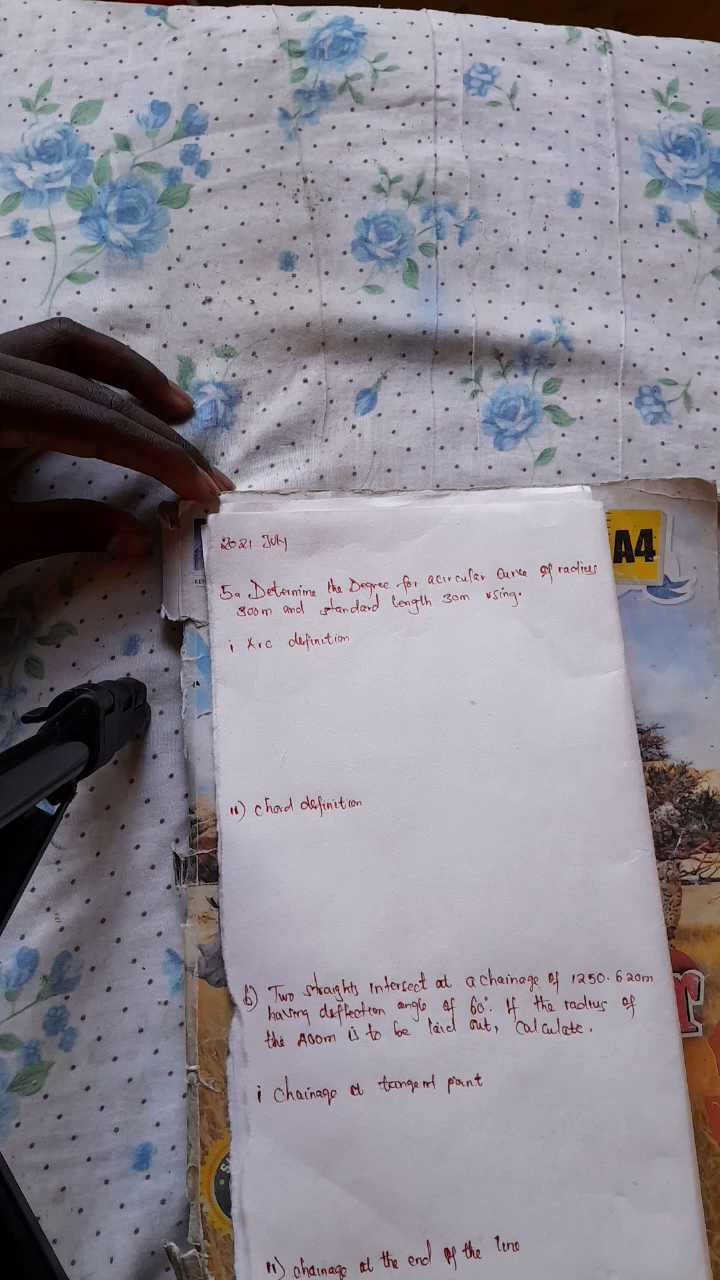 2021 July
5a Determine the Degree for a circular Curve of radius
300m and standard length 30m using.
i Arc definition
ii) chord definition
b) Two straights intersect at a chainage of 1250.620m
having deflection angle of 60°. If the radius of
the 400m is to be laid out, Calculate.
i chainage at tangent point
ii) chainage at the end of the line
A4